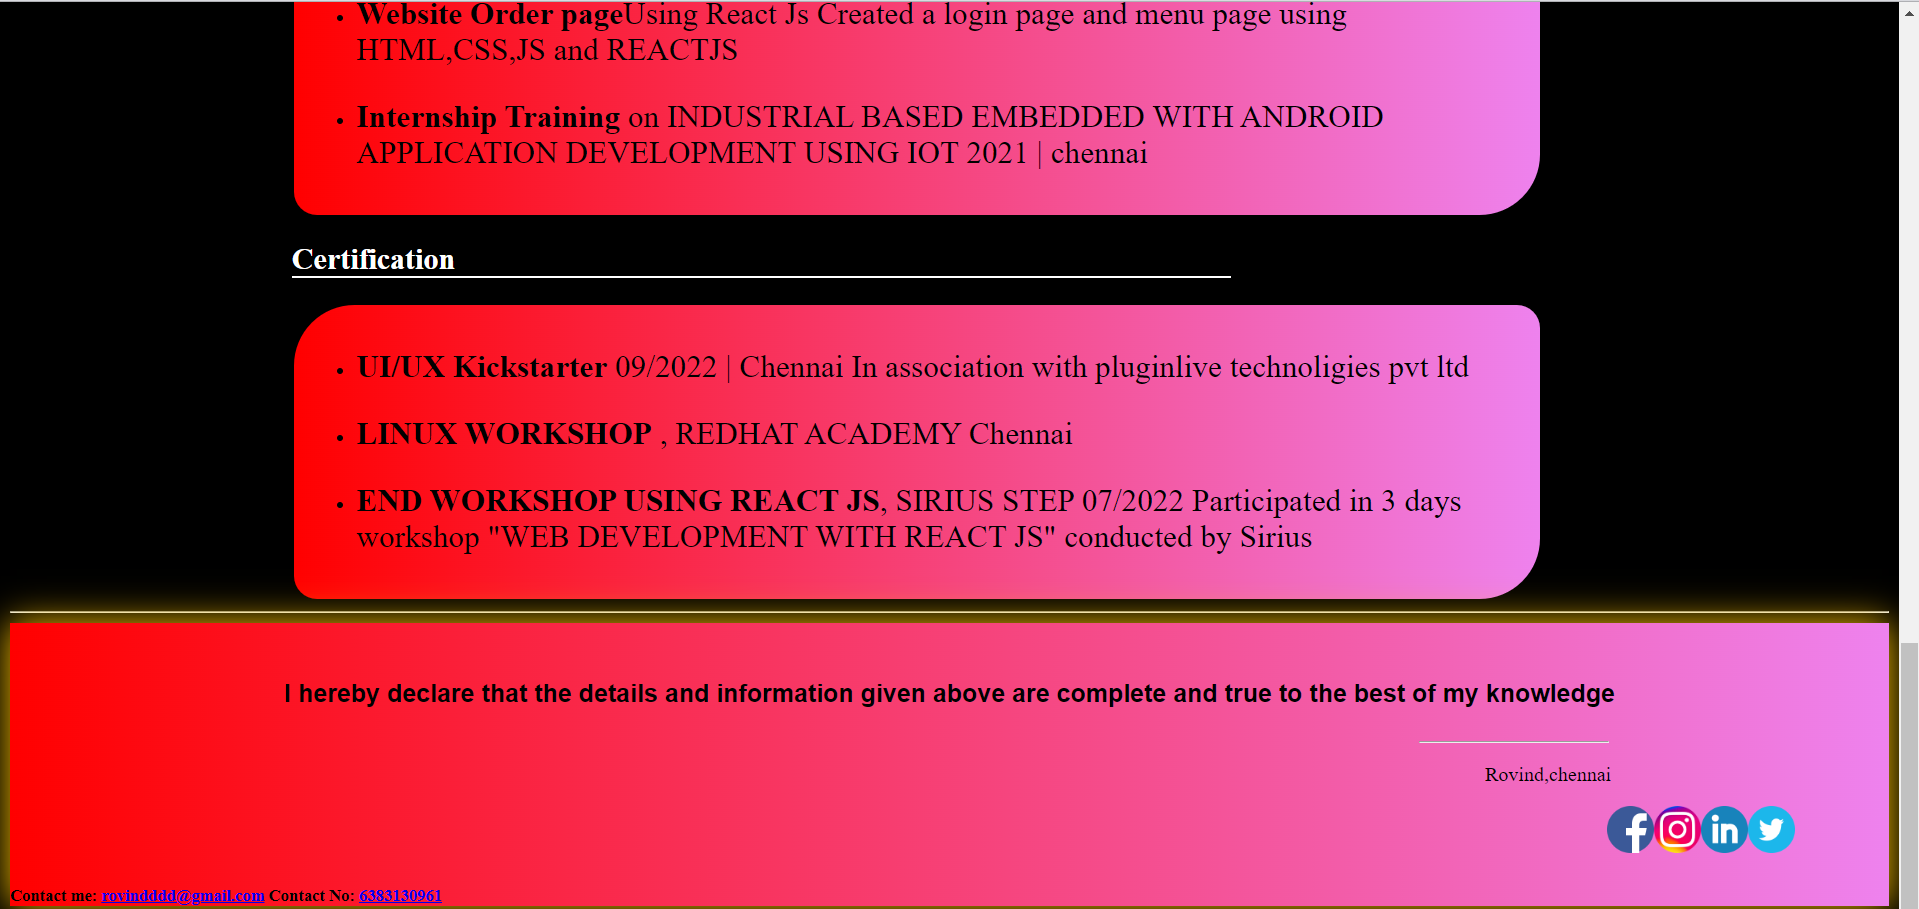 Website Order pageUsing React Js Created a login page and menu page using
HTML,CSS,JS and REACTJS
Internship Training on INDUSTRIAL BASED EMBEDDED WITH ANDROID
APPLICATION DEVELOPMENT USING IOT 2021 | chennai
Certification
UI/UX Kickstarter 09/2022 | Chennai In association with pluginlive technoligies pvt ltd
LINUX WORKSHOP , REDHAT ACADEMY Chennai
END WORKSHOP USING REACT JS, SIRIUS STEP 07/2022 Participated in 3 days
workshop "WEB DEVELOPMENT WITH REACT JS" conducted by Sirius
I hereby declare that the details and information given above are complete and true to the best of my knowledge
Rovind,chennai
Contact me: rovindddd@gmail.com Contact No: 6383130961